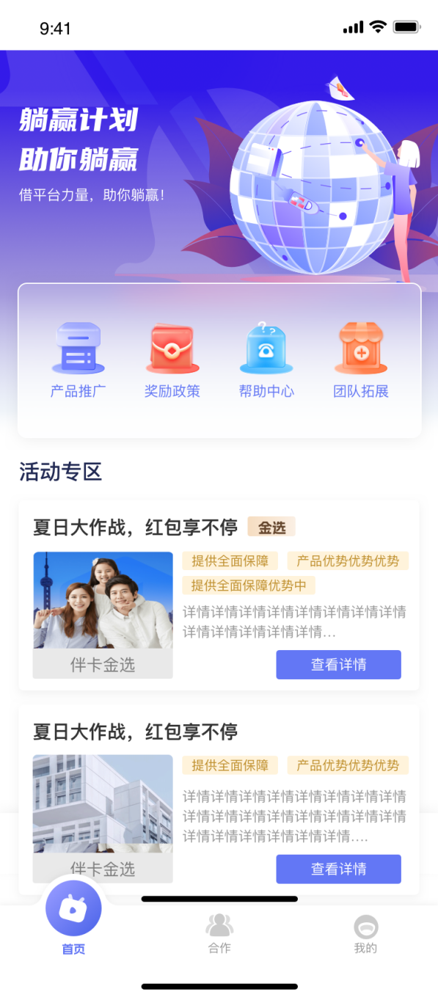 9:41
躺赢计划
助你躺赢
借平台力量，助你躺赢！
产品推广
奖励政策
帮助中心
团队拓展
活动专区
夏日大作战，红包享不停 金选
提供全面保障 产品优势优势优势
提供全面保障优势中
详情详情详情详情详情详情详情详情
详情详情详情详情详情...
伴卡金选
查看详情
夏日大作战，红包享不停
提供全面保障 产品优势优势优势
详情详情详情详情详情详情详情详情
详情详情详情详情详情详情详情详情
详情详情详情详情详情详情....
伴卡金选
查看详情
首页
合作
我的